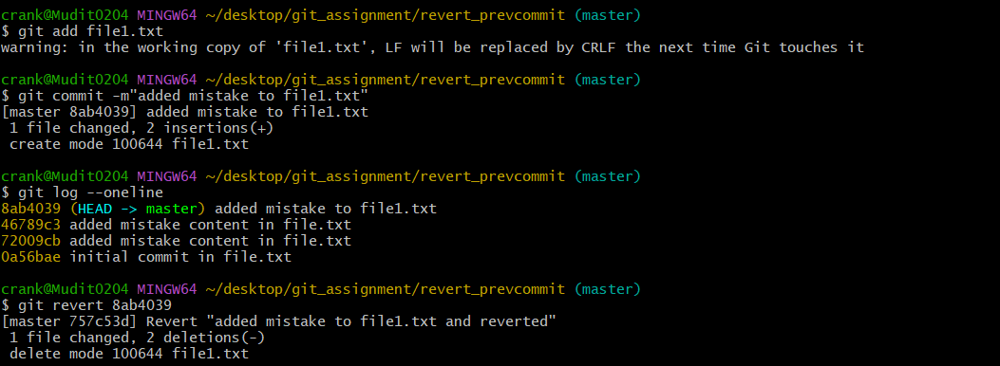 crank@Mudit0204 MINGW64 ~/desktop/git_assignment/revert_prevcommit (master)
$ git add file1.txt
warning: in the working copy of 'file1.txt', LF will be replaced by CRLF the next time Git touches it
crank@Mudit0204 MINGW64 ~/desktop/git_assignment/revert_prevcommit (master)
$ git commit -m"added mistake to file1.txt"
[master 8ab4039] added mistake to file1.txt
1 file changed, 2 insertions(+)
create mode 100644 file1.txt
crank@Mudit0204 MINGW64 ~/desktop/git_assignment/revert_prevcommit (master)
$ git log --oneline
8ab4039 (HEAD -> master) added mistake to file1.txt
46789c3 added mistake content in file.txt
72009cb added mistake content in file.txt
0a56bae initial commit in file.txt
crank@Mudit0204 MINGW64 ~/desktop/git_assignment/revert_prevcommit (master)
$ git revert 8ab4039
[master 757c53d] Revert "added mistake to file1.txt and reverted"
1 file changed, 2 deletions(-)
delete mode 100644 file1.txt